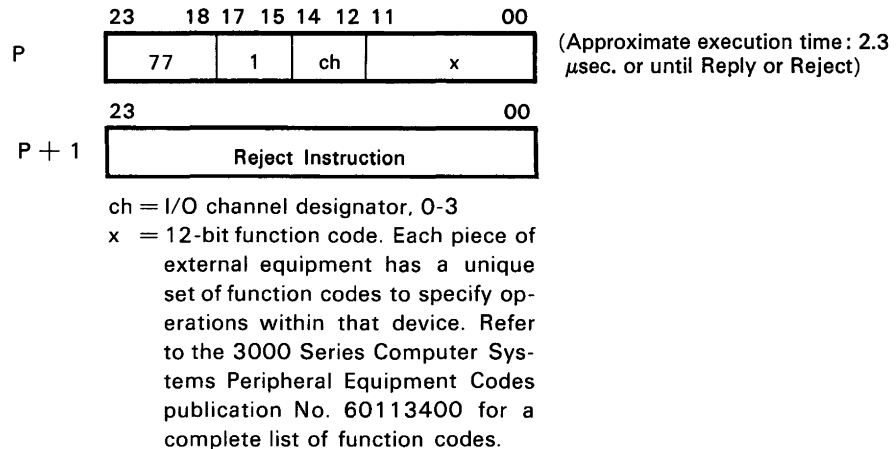 23 18 17 15 14 12 11 00
P 77 1 ch x
(Approximate execution time: 2.3
μsec. or until Reply or Reject)
23 00
P + 1 Reject Instruction
ch = I/O channel designator, 0-3
x = 12-bit function code. Each piece of
external equipment has a unique
set of function codes to specify op-
erations within that device. Refer
to the 3000 Series Computer Sys-
tems Peripheral Equipment Codes
publication No. 60113400 for a
complete list of function codes.